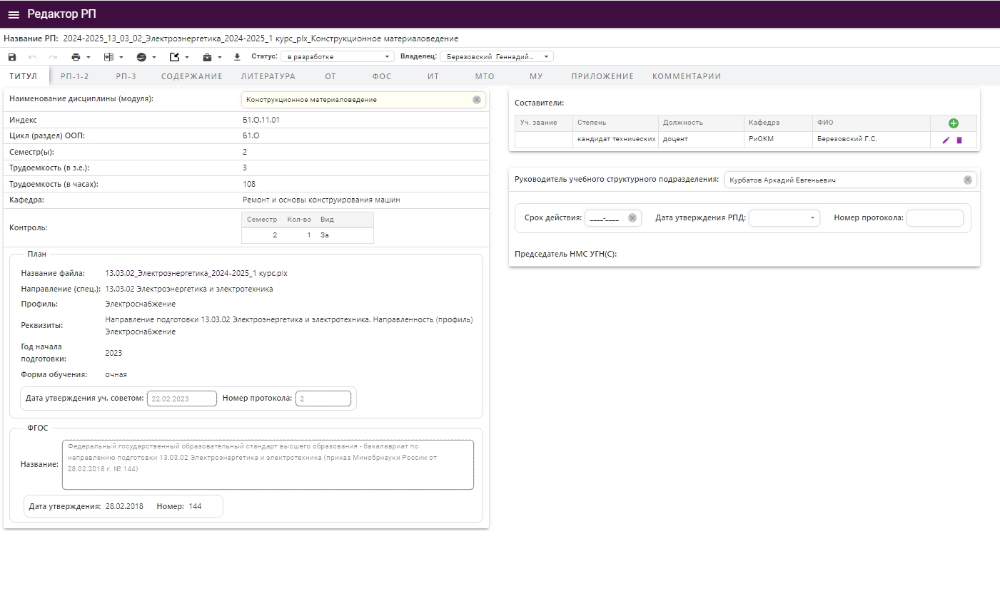 Редактор РП
Название РП: 2024-2025_13_03_02_Электроэнергетика_2024-2025_1 курс_plx_Конструкционное материаловедение
Статус: в разработке Владелец: Березовский Геннадий...
ТИТУЛ РП-1-2 РП-3 СОДЕРЖАНИЕ ЛИТЕРАТУРА ОТ ФОС ИТ МТО МУ ПРИЛОЖЕНИЕ КОММЕНТАРИИ
Наименование дисциплины (модуля): Конструкционное материаловедение
Индекс Б1.О.11.01
Цикл (раздел) ООП: Б1.О
Семестр(ы): 2
Трудоемкость (в з.е.): 3
Трудоемкость (в часах): 108
Кафедра: Ремонт и основы конструирования машин
Контроль:
Семестр Кол-во Вид
2 1 За
План
Название файла: 13.03.02_Электроэнергетика_2024-2025_1 курс.plx
Направление (спец.): 13.03.02 Электроэнергетика и электротехника
Профиль: Электроснабжение
Реквизиты: Направление подготовки 13.03.02 Электроэнергетика и электротехника. Направленность (профиль)
Электроснабжение
Год начала
подготовки: 2023
Форма обучения: очная
Дата утверждения уч. советом: 22.02.2023 Номер протокола: 2
ФГОС
Название: Федеральный государственный образовательный стандарт высшего образования - бакалавриат по
направлению подготовки 13.03.02 Электроэнергетика и электротехника (приказ Минобрнауки России от
28.02.2018 г. № 144)
Дата утверждения: 28.02.2018 Номер: 144
Составители:
Уч. звание Степень Должность Кафедра ФИО
кандидат технических доцент РиОКМ Березовский Г.С.
Руководитель учебного структурного подразделения: Курбатов Аркадий Евгеньевич
Срок действия: ____-____ Дата утверждения РПД: Номер протокола:
Председатель НМС УГН(С):